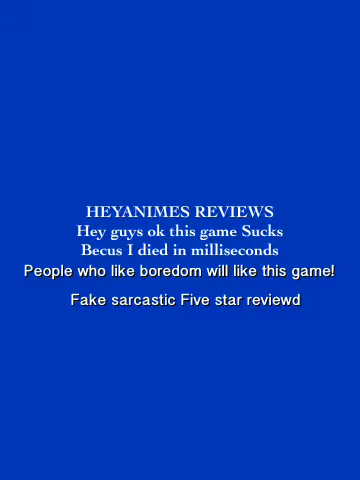 HEYANIMES REVIEWS
Hey guys ok this game Sucks
Becus I died in milliseconds
People who like boredom will like this game!
Fake sarcastic Five star reviewd